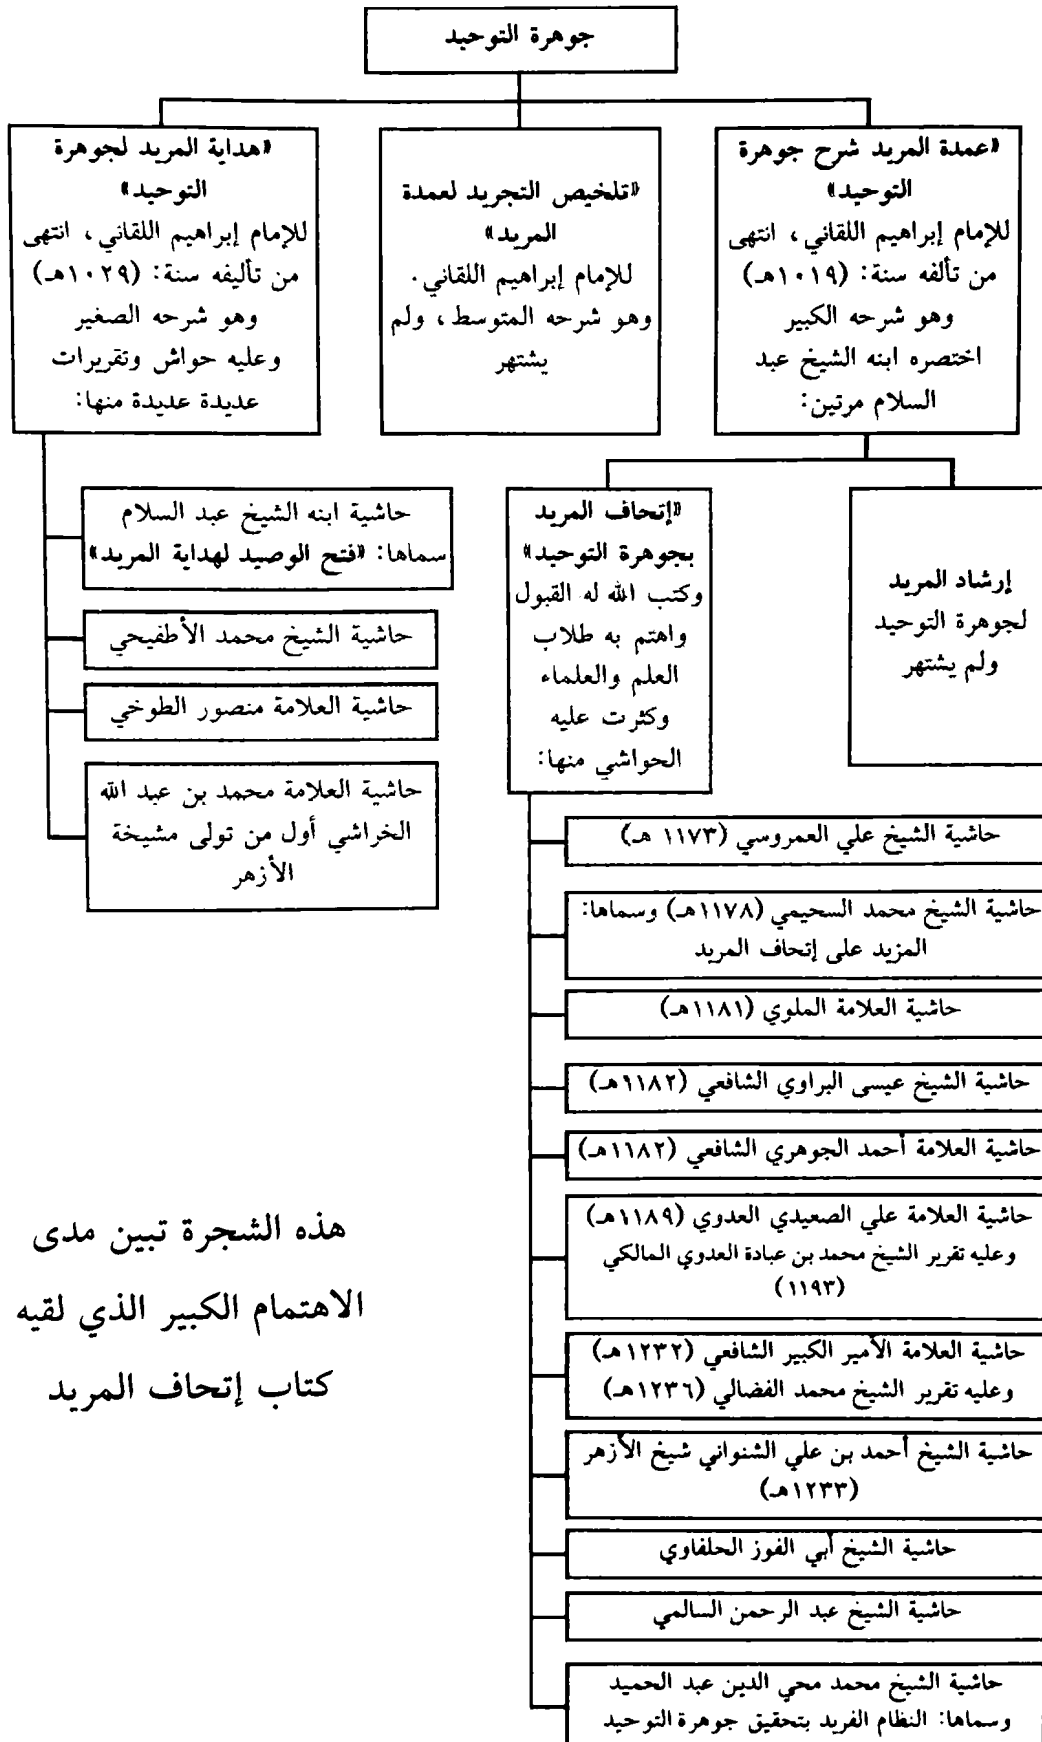 جوهرة التوحيد
«عمدة المريد شرح جوهرة
التوحيد»
للإمام إبراهيم اللقاني، انتهى
من تألفه سنة: (١٠١٩هـ)
وهو شرحه الكبير
اختصره ابنه الشيخ عبد
السلام مرتين:
«تلخيص التجريد لعمدة
المريد»
للإمام إبراهيم اللقاني.
وهو شرحه المتوسط، ولم
يشتهر
«هداية المريد لجوهرة
التوحيد»
للإمام إبراهيم اللقاني، انتهى
من تأليفه سنة: (١٠٢٩هـ)
وهو شرحه الصغير
وعليه حواش وتقريرات
عديدة عديدة منها:
إرشاد المريد
لجوهرة التوحيد
ولم يشتهر
«إتحاف المريد
بجوهرة التوحيد»
وكتب الله له القبول
واهتم به طلاب
العلم والعلماء
وكثرت عليه
الحواشي منها:
حاشية ابنه الشيخ عبد السلام
سماها: «فتح الوصيد لهداية المريد»
حاشية الشيخ محمد الأطفيحي
حاشية العلامة منصور الطوخي
حاشية العلامة محمد بن عبد الله
الخراشي أول من تولى مشيخة
الأزهر
حاشية الشيخ علي العمروسي (١١٧٣ هـ)
حاشية الشيخ محمد السحيمي (١١٧٨هـ) وسماها:
المزيد على إتحاف المريد
حاشية العلامة الملوي (١١٨١هـ)
حاشية الشيخ عيسى البراوي الشافعي (١١٨٢هـ)
حاشية العلامة أحمد الجوهري الشافعي (١١٨٢هـ)
حاشية العلامة علي الصعيدي العدوي (١١٨٩هـ)
وعليه تقرير الشيخ محمد بن عبادة العدوي المالكي
(١١٩٣)
حاشية العلامة الأمير الكبير الشافعي (١٢٣٢هـ)
وعليه تقرير الشيخ محمد الفضالي (١٢٣٦هـ)
حاشية الشيخ أحمد بن علي الشنواني شيخ الأزهر
(١٢٣٣هـ)
حاشية الشيخ أبي الفوز الحلفاوي
حاشية الشيخ عبد الرحمن السالمي
حاشية الشيخ محمد محي الدين عبد الحميد
وسماها: النظام الفريد بتحقيق جوهرة التوحيد
هذه الشجرة تبين مدى
الاهتمام الكبير الذي لقيه
كتاب إتحاف المريد